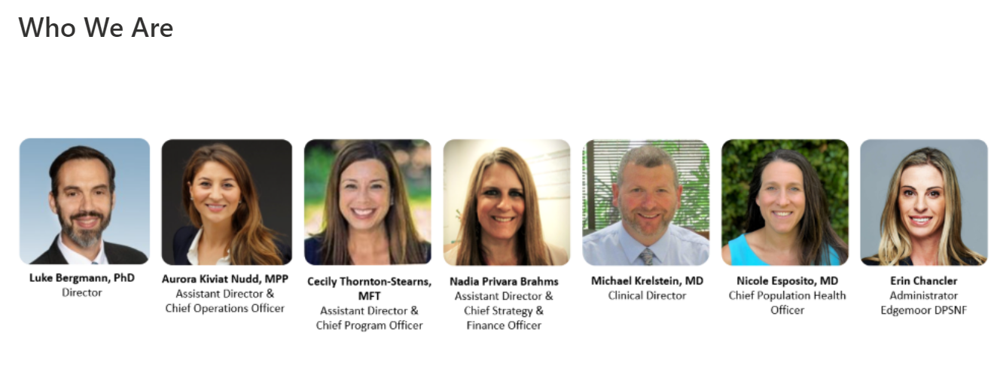 Who We Are
Luke Bergmann, PhD
Director
Aurora Kiviat Nudd, MPP
Assistant Director &
Chief Operations Officer
Cecily Thornton-Stearns,
MFT
Assistant Director &
Chief Program Officer
Nadia Privara Brahms
Assistant Director &
Chief Strategy &
Finance Officer
Michael Krelstein, MD
Clinical Director
Nicole Esposito, MD
Chief Population Health
Officer
Erin Chancler
Administrator
Edgemoor DPSNF